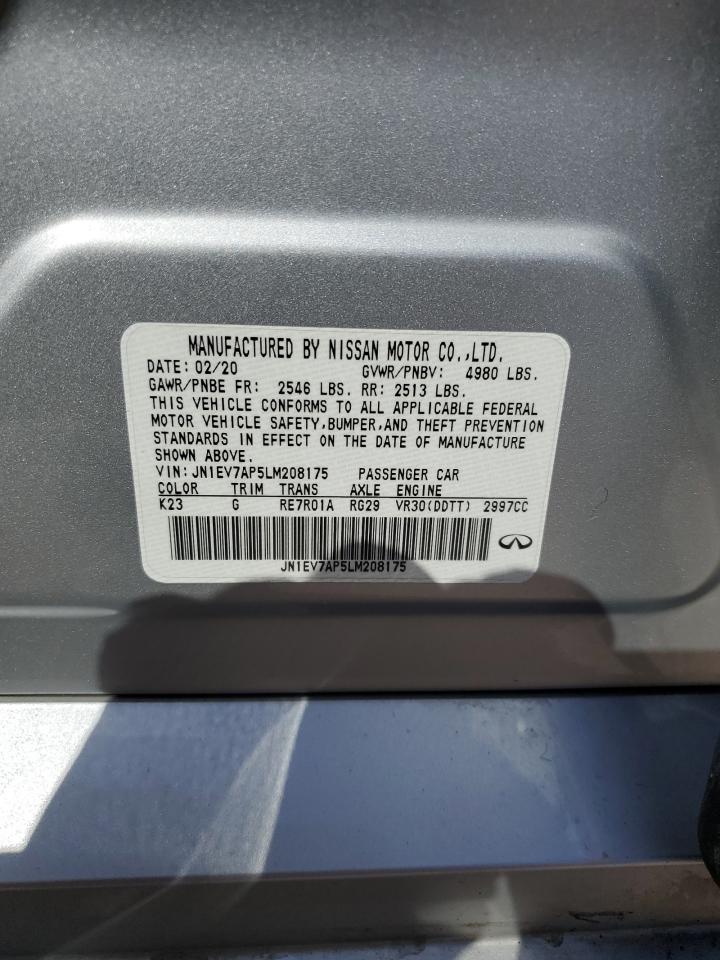 MANUFACTURED BY NISSAN MOTOR CO.,LTD.
DATE: 02/20 GVWR/PNBV: 4980 LBS.
GAWR/PNBE FR: 2546 LBS. RR: 2513 LBS.
THIS VEHICLE CONFORMS TO ALL APPLICABLE FEDERAL
MOTOR VEHICLE SAFETY,BUMPER,AND THEFT PREVENTION
STANDARDS IN EFFECT ON THE DATE OF MANUFACTURE
SHOWN ABOVE.
VIN: JN1EV7AP5LM208175 PASSENGER CAR
COLOR TRIM TRANS AXLE ENGINE
K23 G RE7R01A RG29 VR30(DDTT) 2997CC
JN1EV7AP5LM208175